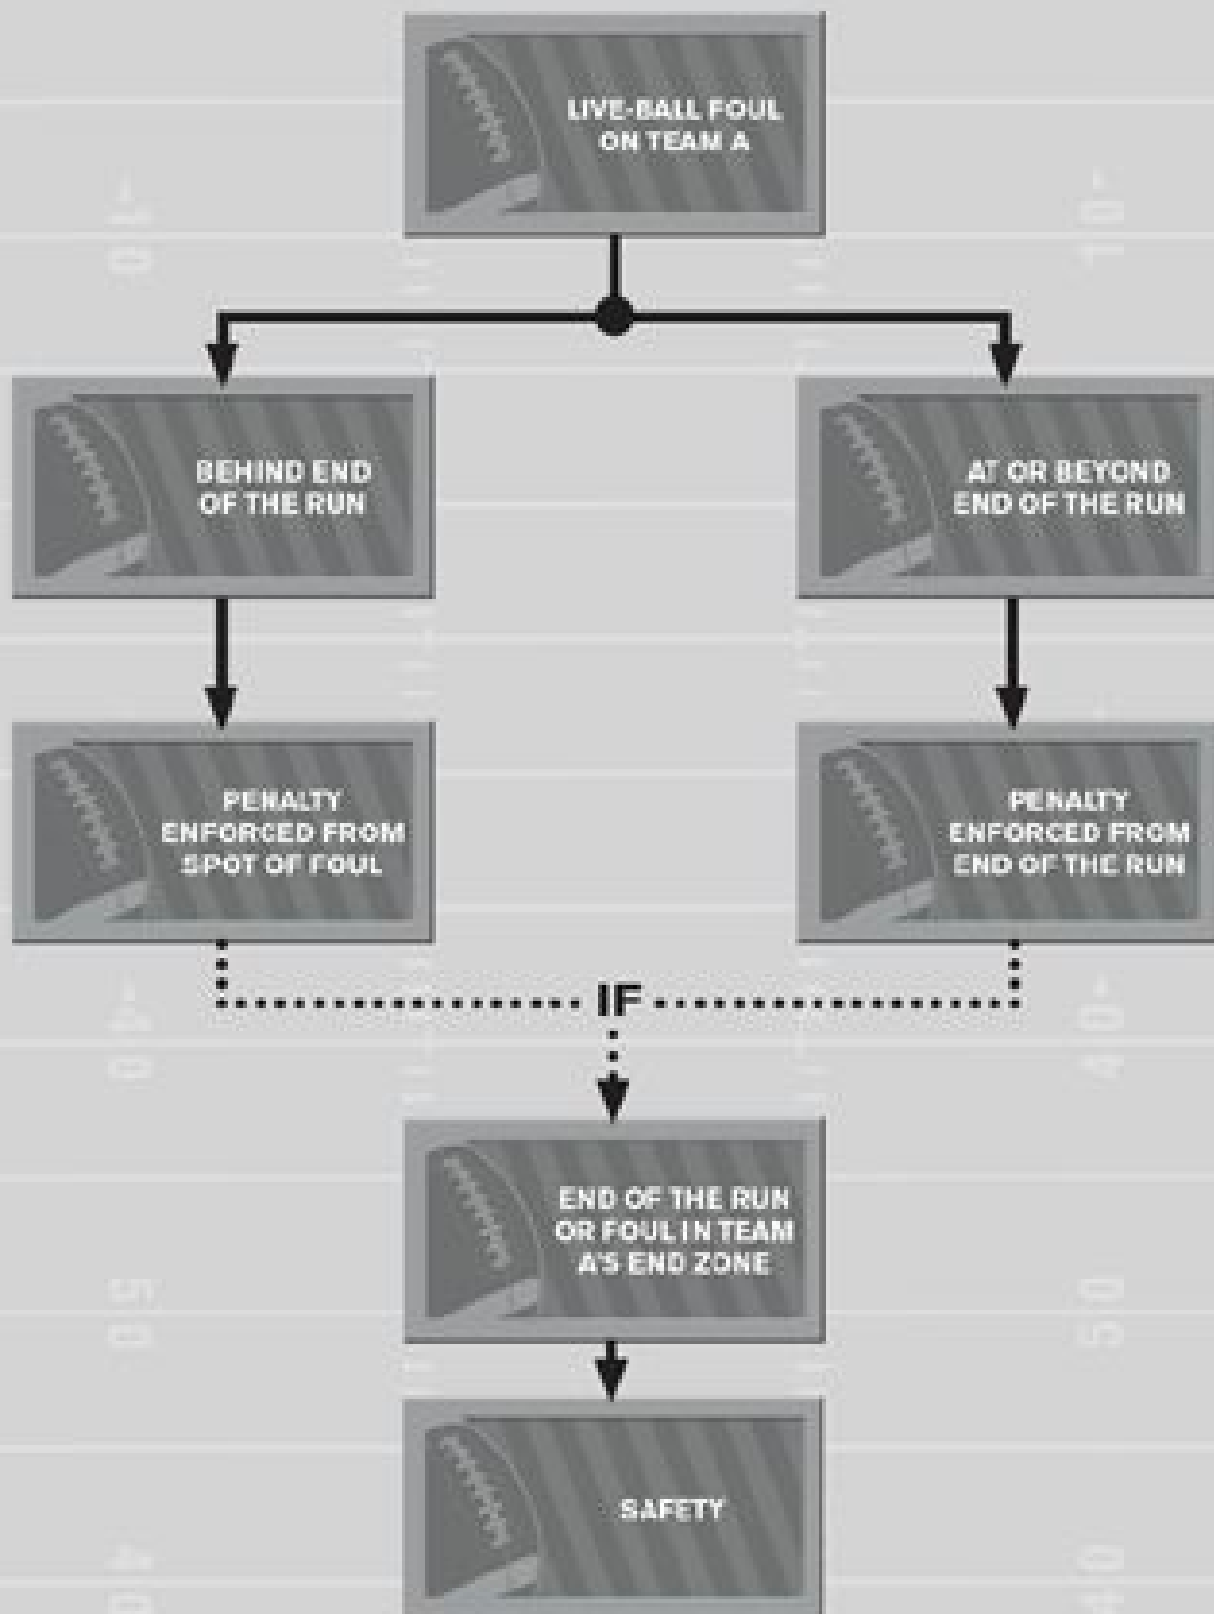 LIVE-BALL FOUL
ON TEAM A
BEHIND END
OF THE RUN
AT OR BEYOND
END OF THE RUN
PENALTY
ENFORCED FROM
SPOT OF FOUL
PENALTY
ENFORCED FROM
END OF THE RUN
IF
END OF THE RUN
OR FOUL IN TEAM
A'S END ZONE
SAFETY